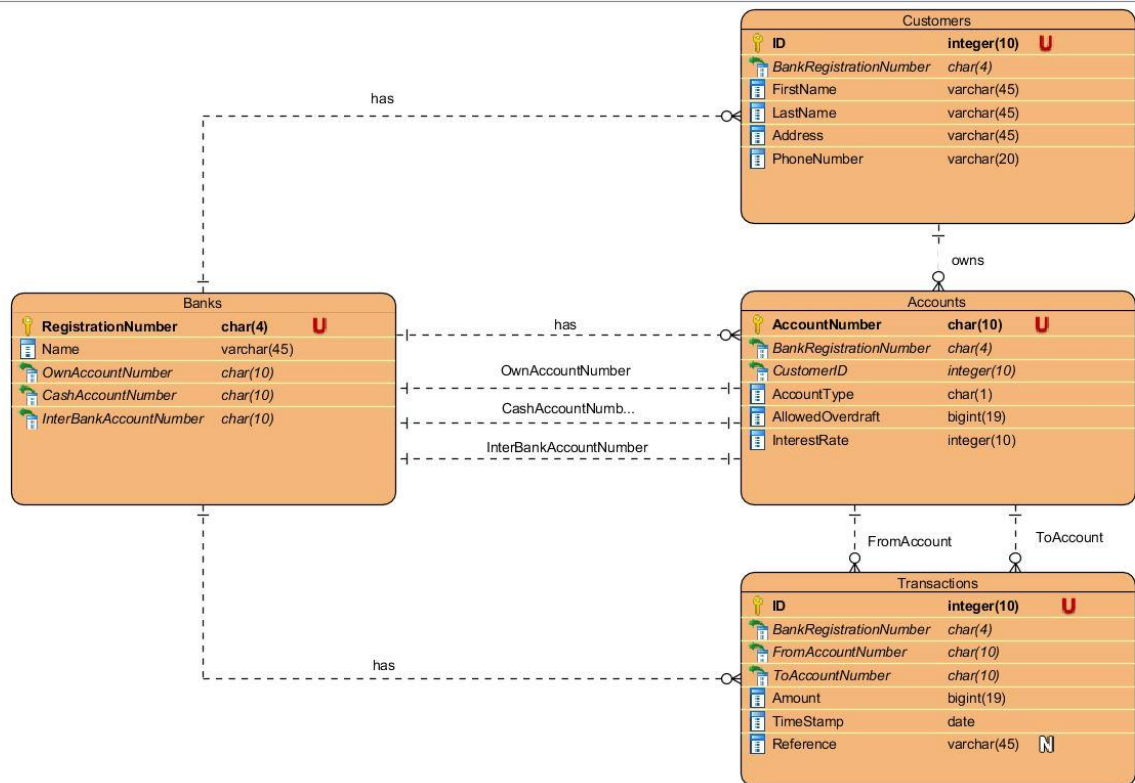 Customers
ID integer(10) U
BankRegistrationNumber char(4)
FirstName varchar(45)
LastName varchar(45)
Address varchar(45)
PhoneNumber varchar(20)
has
owns
Banks
RegistrationNumber char(4) U
Name varchar(45)
OwnAccountNumber char(10)
CashAccountNumber char(10)
InterBankAccountNumber char(10)
has
OwnAccountNumber
CashAccountNumb...
InterBankAccountNumber
Accounts
AccountNumber char(10) U
BankRegistrationNumber char(4)
CustomerID integer(10)
AccountType char(1)
AllowedOverdraft bigint(19)
InterestRate integer(10)
FromAccount
ToAccount
has
Transactions
ID integer(10) U
BankRegistrationNumber char(4)
FromAccountNumber char(10)
ToAccountNumber char(10)
Amount bigint(19)
TimeStamp date
Reference varchar(45) N